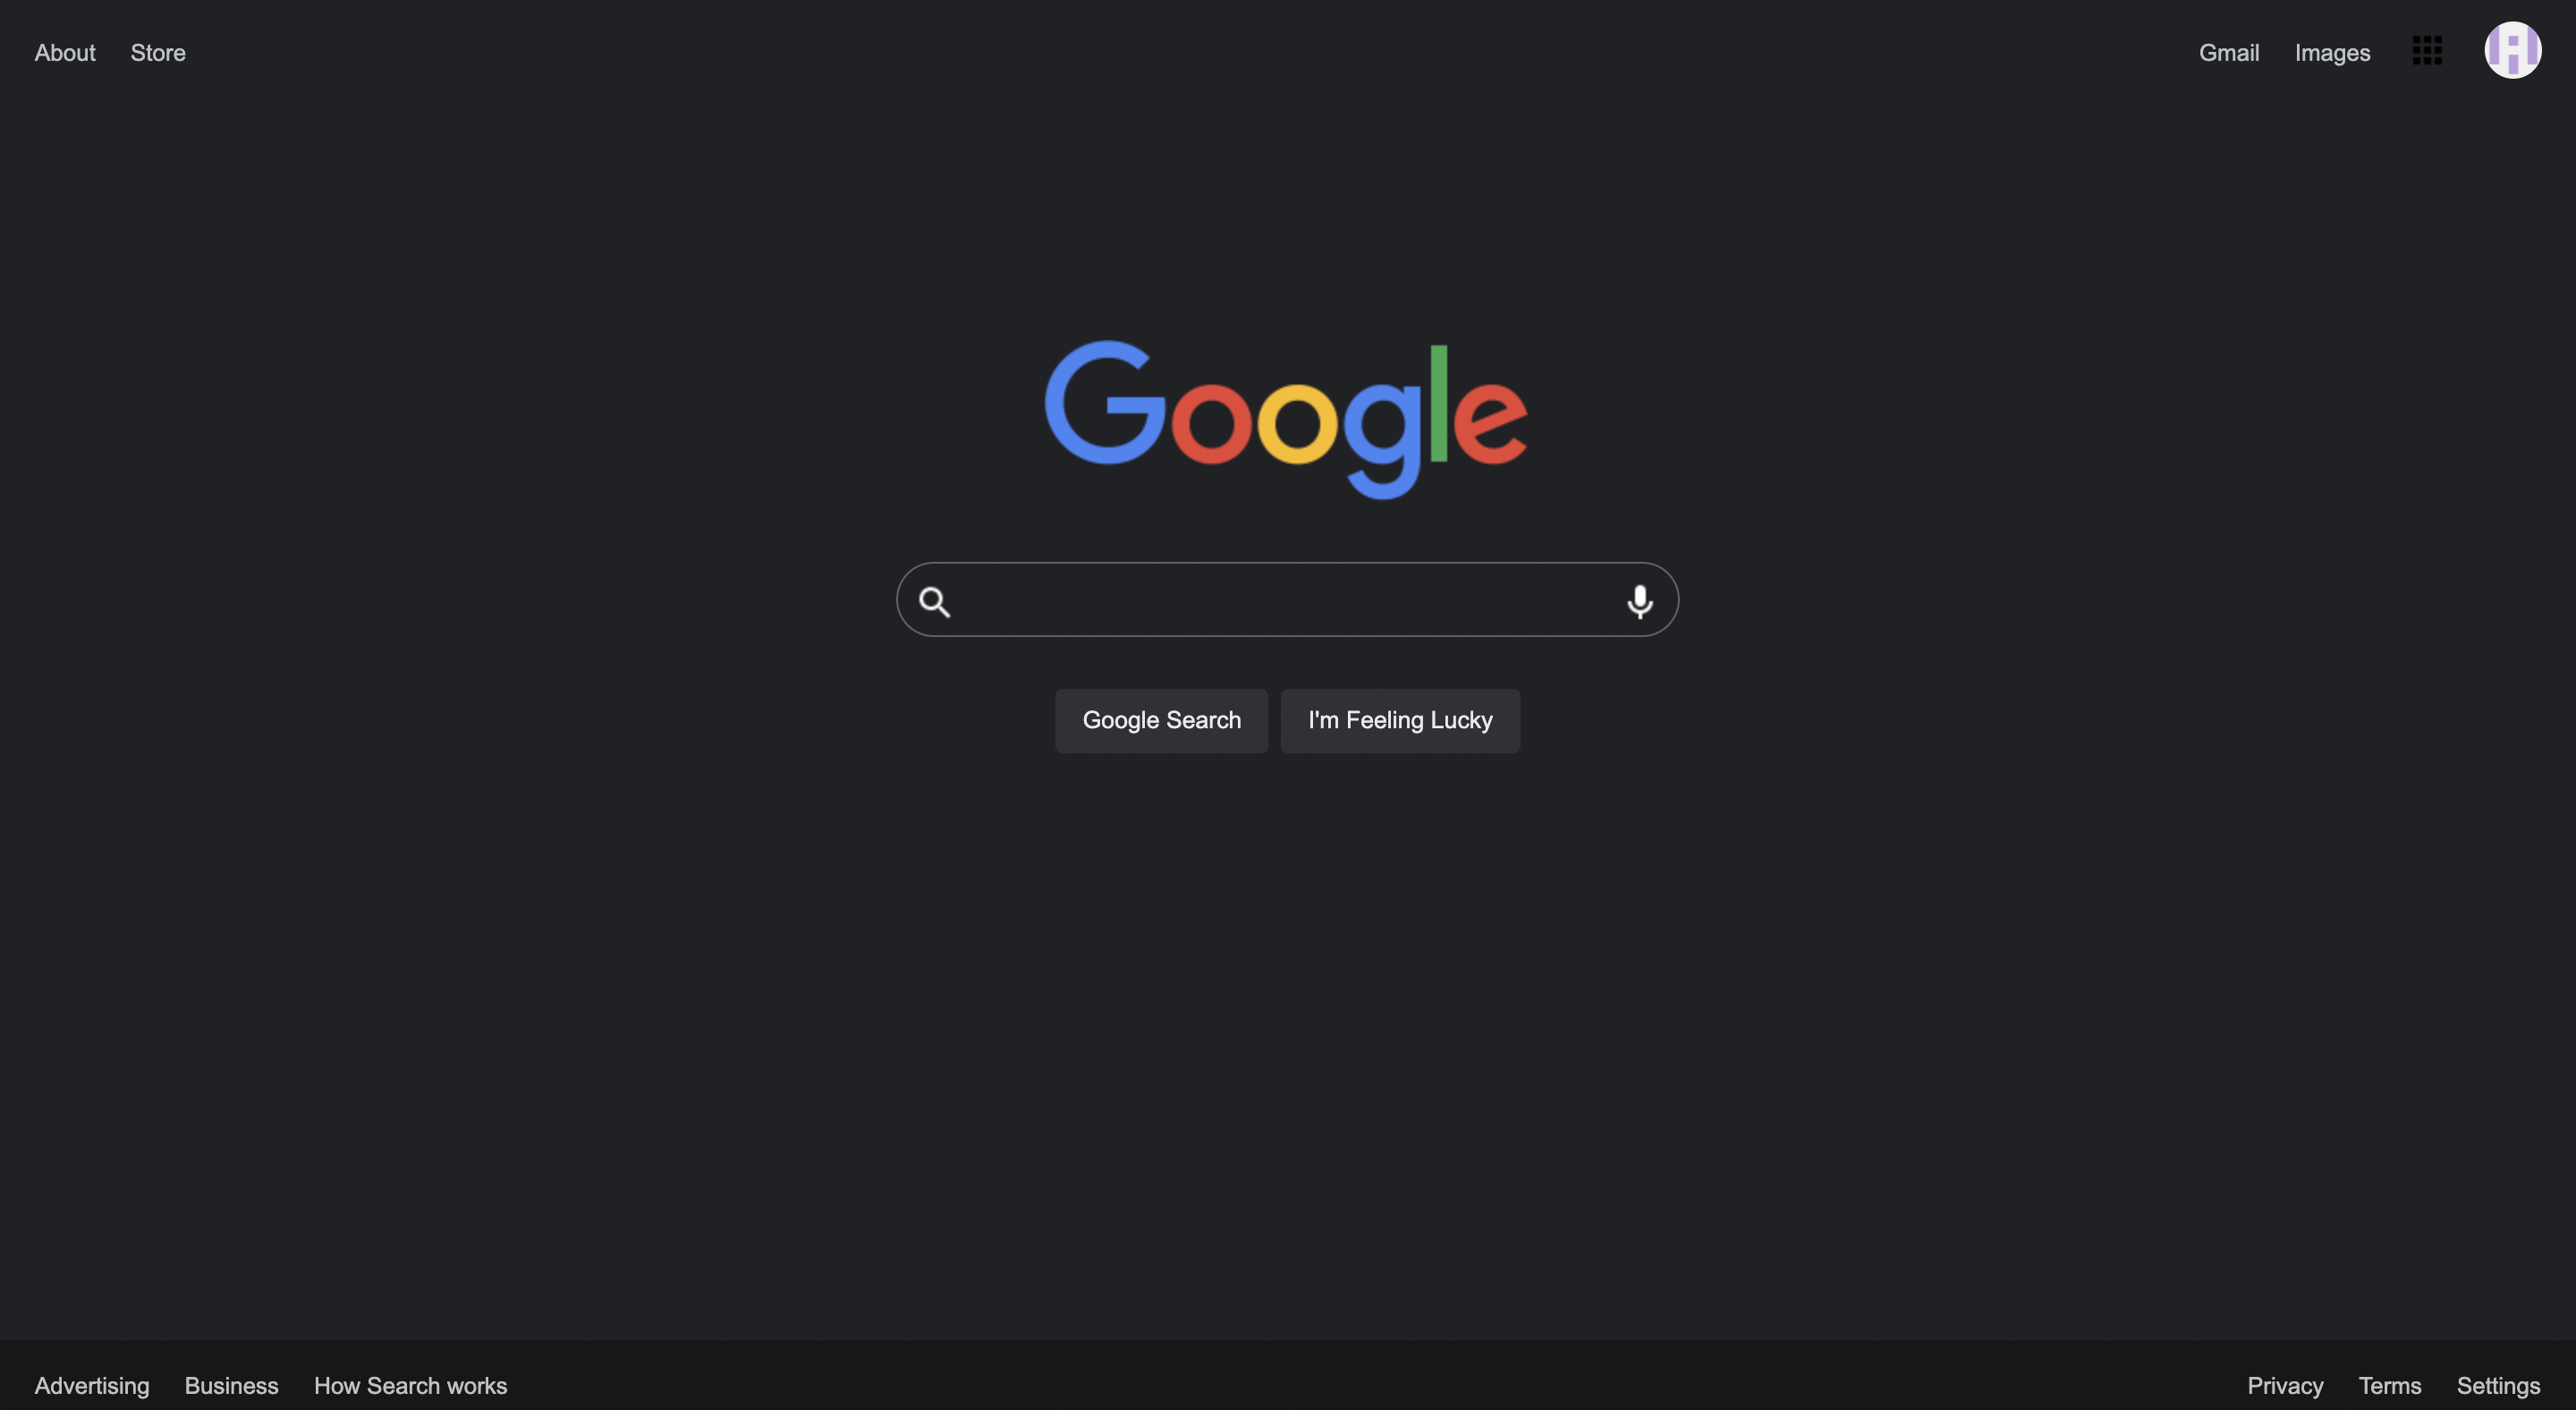 About Store Gmail Images
Google
Google Search I'm Feeling Lucky
Advertising Business How Search works Privacy Terms Settings